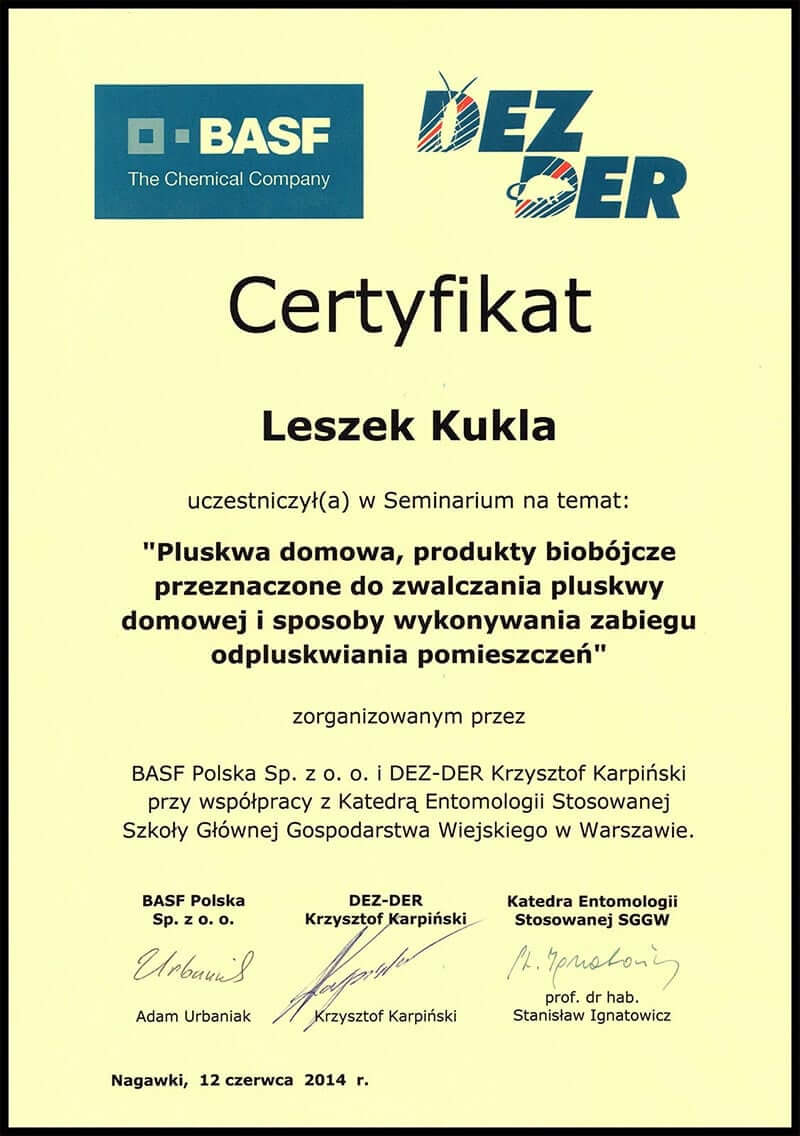 BASF
The Chemical Company
DEZ
DER
Certyfikat
Leszek Kukla
uczestniczył(a) w Seminarium na temat:
"Pluskwa domowa, produkty biobójcze
przeznaczone do zwalczania pluskwy
domowej i sposoby wykonywania zabiegu
odpluskwiania pomieszczeń"
zorganizowanym przez
BASF Polska Sp. z o. o. i DEZ-DER Krzysztof Karpiński
przy współpracy z Katedrą Entomologii Stosowanej
Szkoły Głównej Gospodarstwa Wiejskiego w Warszawie.
BASF Polska
Sp. z o. o.
DEZ-DER
Krzysztof Karpiński
Katedra Entomologii
Stosowanej SGGW
Urbaniak
Karpiński
St. Ignatowicz
Adam Urbaniak
Krzysztof Karpiński
prof. dr hab.
Stanisław Ignatowicz
Nagawki, 12 czerwca 2014 r.